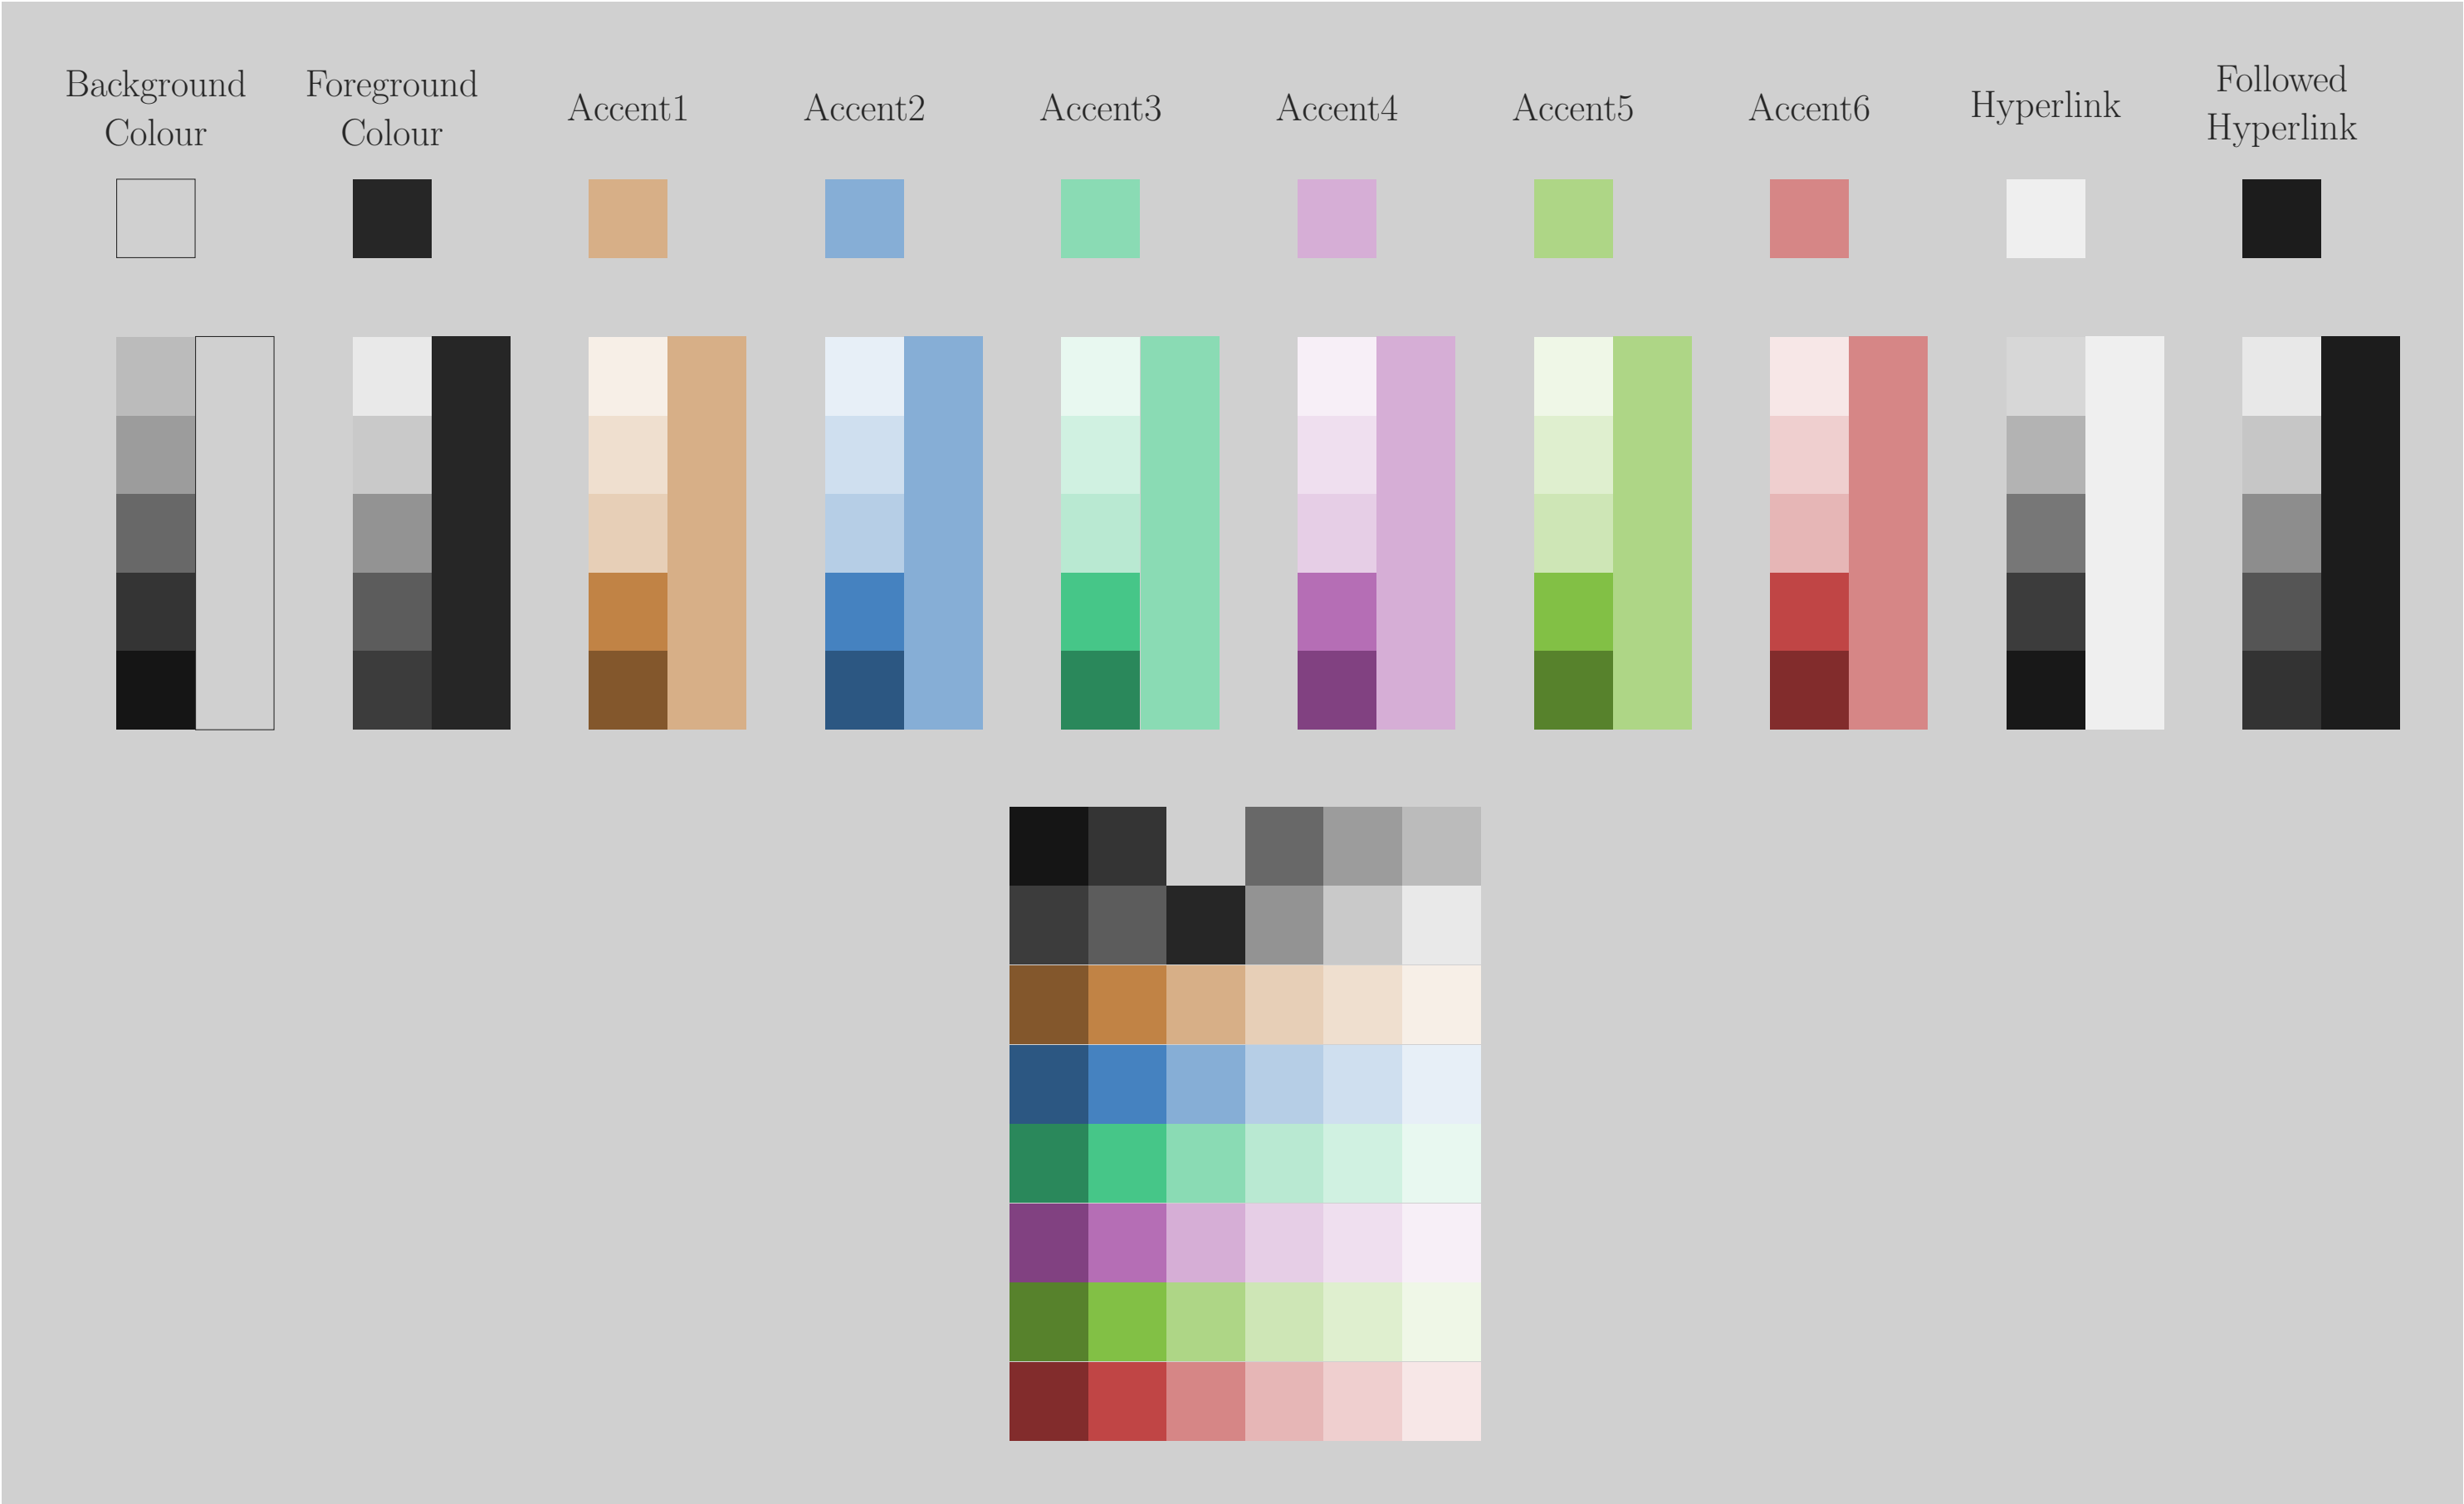 Background
Colour
Foreground
Colour
Accent1
Accent2
Accent3
Accent4
Accent5
Accent6
Hyperlink
Followed
Hyperlink